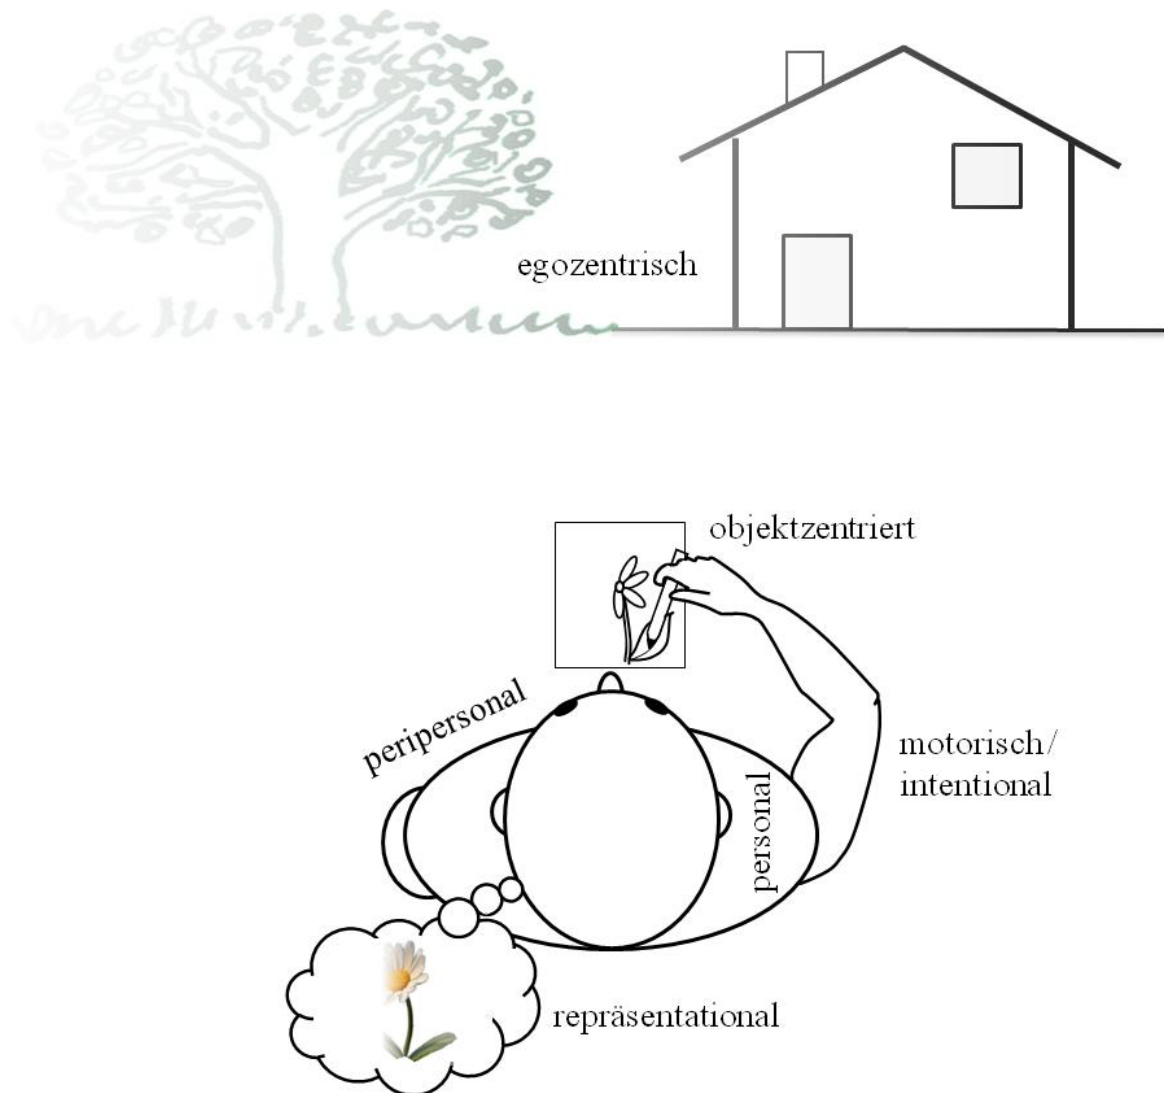 egozentrisch
objektzentriert
peripersonal
motorisch/
intentional
personal
repräsentational